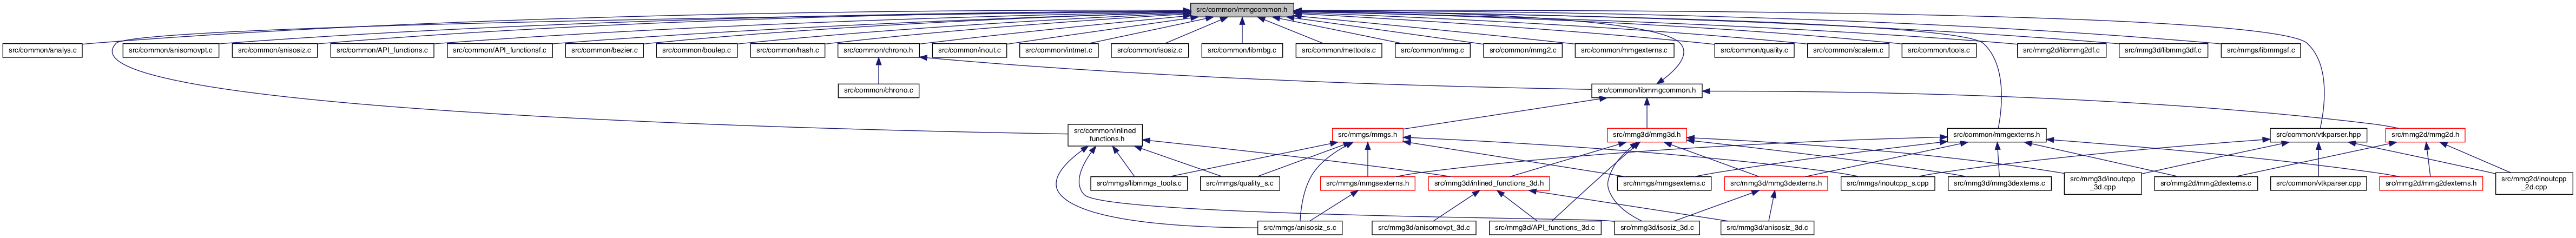 src/common/mmgcommon.h
src/common/analys.c
src/common/anisomovpt.c
src/common/anisosiz.c
src/common/API_functions.c
src/common/API_functionsf.c
src/common/bezier.c
src/common/boulep.c
src/common/hash.c
src/common/chrono.h
src/common/inout.c
src/common/intmet.c
src/common/isosiz.c
src/common/libmbg.c
src/common/mettools.c
src/common/mmg.c
src/common/mmg2.c
src/common/mmgexterns.c
src/common/quality.c
src/common/scalem.c
src/common/tools.c
src/mmg2d/libmmg2df.c
src/mmg3d/libmmg3df.c
src/mmgs/libmmgsf.c
src/common/chrono.c
src/common/libmmgcommon.h
src/common/inlined
_functions.h
src/mmgs/mmgs.h
src/mmg3d/mmg3d.h
src/common/mmgexterns.h
src/common/vtkparser.hpp
src/mmg2d/mmg2d.h
src/mmgs/libmmgs_tools.c
src/mmgs/quality_s.c
src/mmgs/mmgsexterns.h
src/mmg3d/inlined_functions_3d.h
src/mmgs/mmgsexterns.c
src/mmg3d/mmg3dexterns.h
src/mmgs/inoutcpp_s.cpp
src/mmg3d/mmg3dexterns.c
src/mmg3d/inoutcpp
_3d.cpp
src/mmg2d/mmg2dexterns.c
src/common/vtkparser.cpp
src/mmg2d/mmg2dexterns.h
src/mmg2d/inoutcpp
_2d.cpp
src/mmgs/anisosiz_s.c
src/mmg3d/anisomovpt_3d.c
src/mmg3d/API_functions_3d.c
src/mmg3d/isosiz_3d.c
src/mmg3d/anisosiz_3d.c